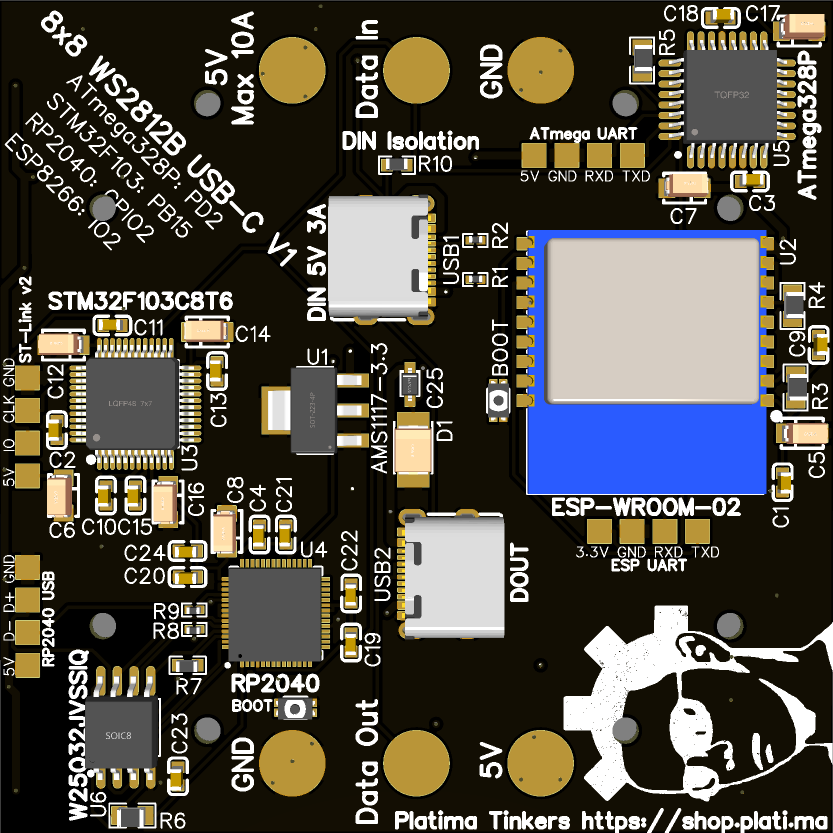 8x8 WS2812B USB-C V1
ATmega328P: PD2
STM32F103: PB15
RP2040: GPIO2
ESP8266: IO2
5V
Max 10A
Data In
GND
C18
C17
R5
TQFP32
U5
ATmega328P
ATmega UART
5V GND RXD TXD
C7
C3
DIN Isolation
R10
DIN 5V 3A
USB1
R2
R1
U2
BOOT
R4
C9
R3
C5
C1
ESP-WROOM-02
3.3V GND RXD TXD
ESP UART
ST-Link v2
GND
CLK
IO
5V
STM32F103C8T6
C11
C14
C12
C13
LQFP48 7x7
C2
U3
C6
C10
C15
C16
U1
SOT-223-4P
AMS1117-3.3
C25
D1
C8
C4
C21
U4
C24
C20
C22
C19
R9
R8
R7
RP2040
BOOT
USB2
DOUT
GND
D+
D-
5V
RP2040 USB
W25Q32JVSSIQ
SOIC8
U6
C23
R6
GND
Data Out
5V
Platima Tinkers https://shop.plati.ma